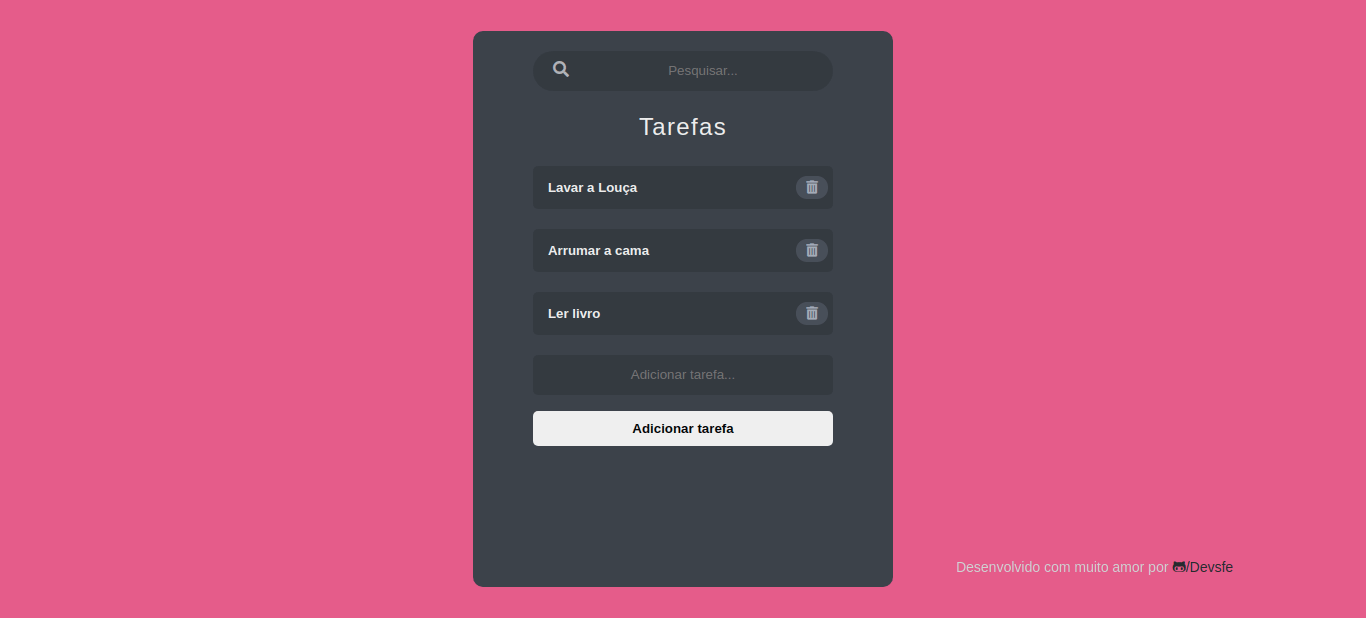 Pesquisar...
Tarefas
Lavar a Louça
Arrumar a cama
Ler livro
Adicionar tarefa...
Adicionar tarefa
Desenvolvido com muito amor por /Devsfe